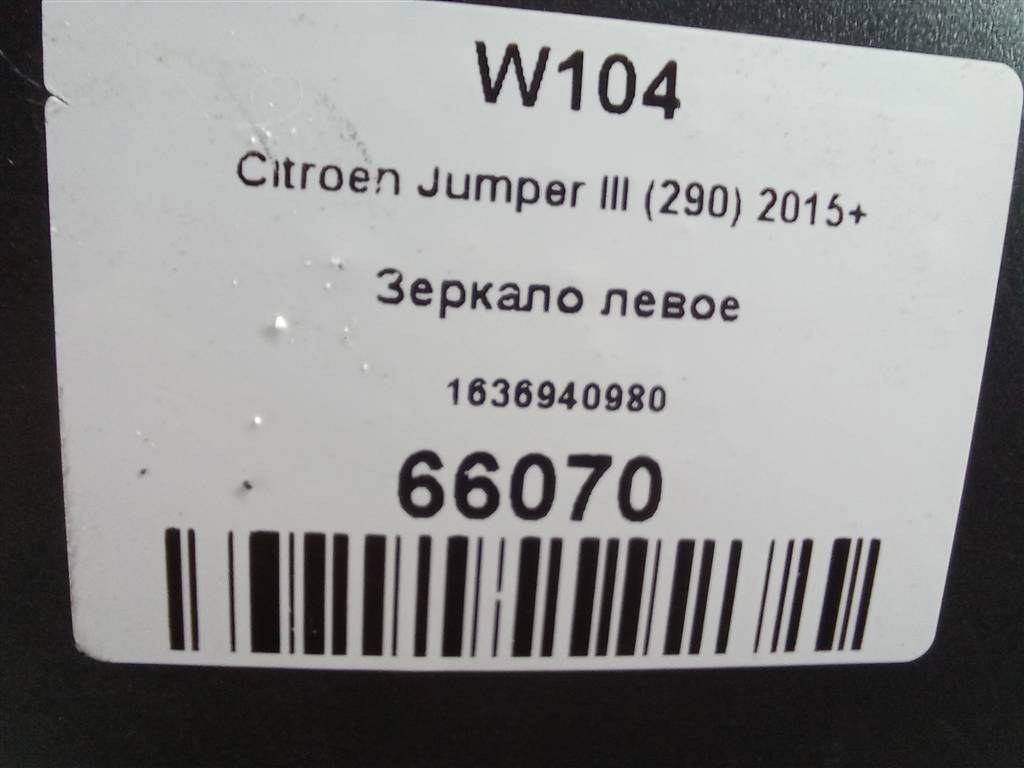 W104
Citroen Jumper III (290) 2015+
Зеркало левое
1636940980
66070